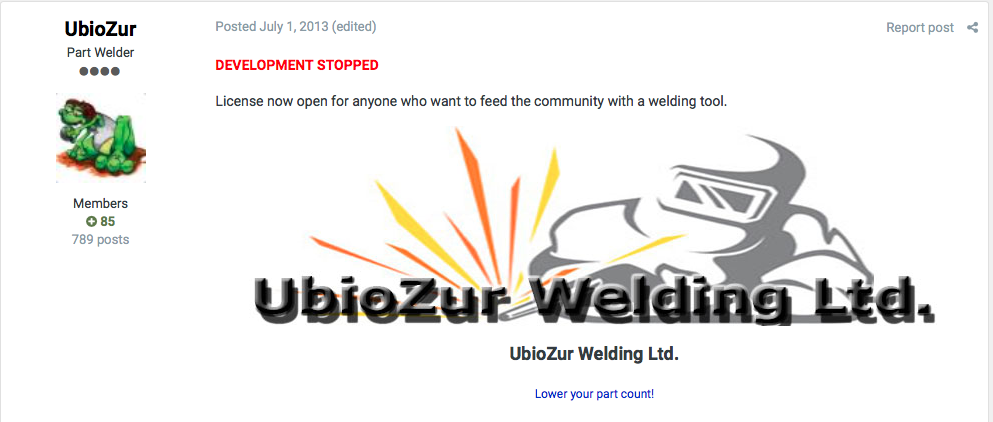 UbioZur
Part Welder
Members
85
789 posts
Posted July 1, 2013 (edited)
Report post
DEVELOPMENT STOPPED
License now open for anyone who want to feed the community with a welding tool.
UbioZur Welding Ltd.
UbioZur Welding Ltd.
Lower your part count!